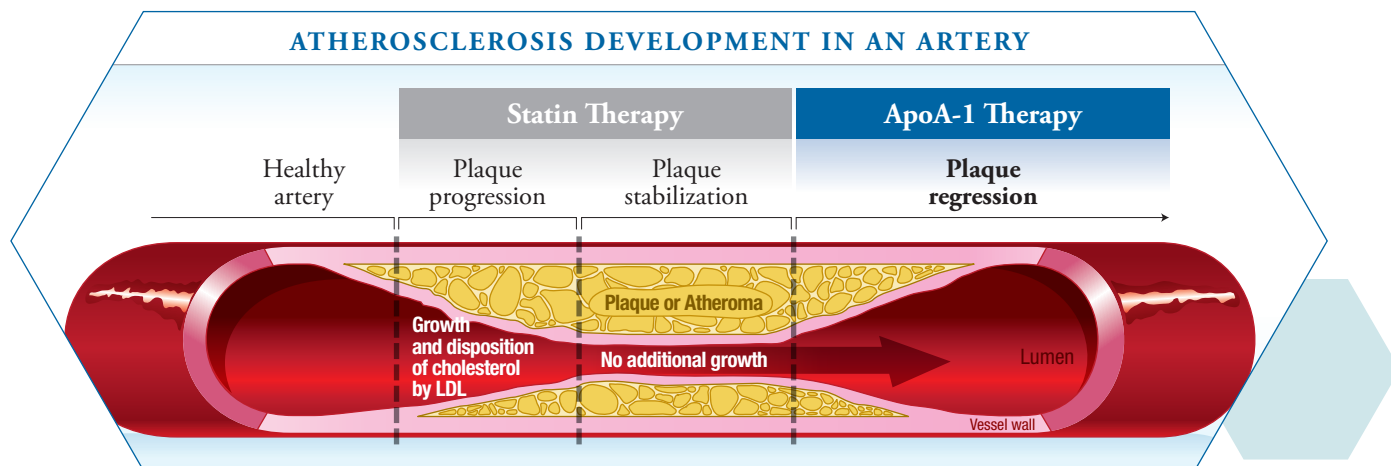 ATHEROSCLEROSIS DEVELOPMENT IN AN ARTERY
Statin Therapy
ApoA-1 Therapy
Healthy
artery
Plaque
progression
Plaque
stabilization
Plaque
regression
Plaque or Atheroma
Growth
and disposition
of cholesterol
by LDL
No additional growth
Lumen
Vessel wall